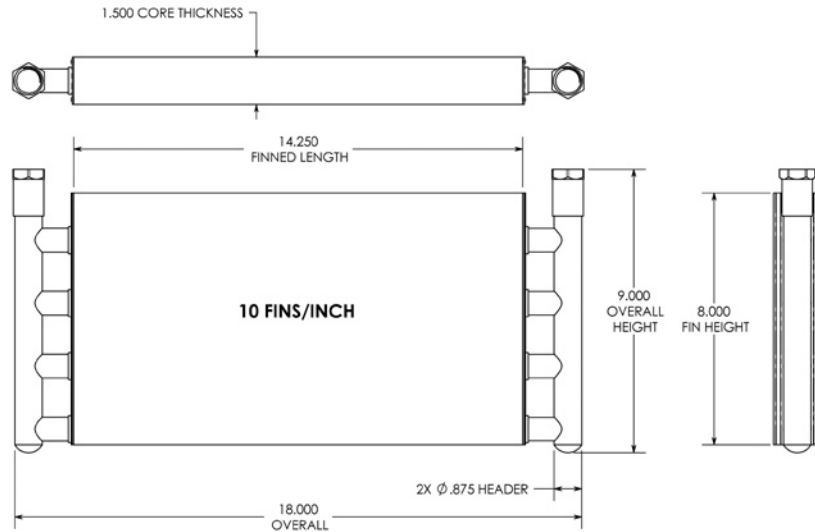 1.500 CORE THICKNESS
14.250
FINNED LENGTH
10 FINS/INCH
9.000
OVERALL
HEIGHT
8.000
FIN HEIGHT
2X Ø.875 HEADER
18.000
OVERALL